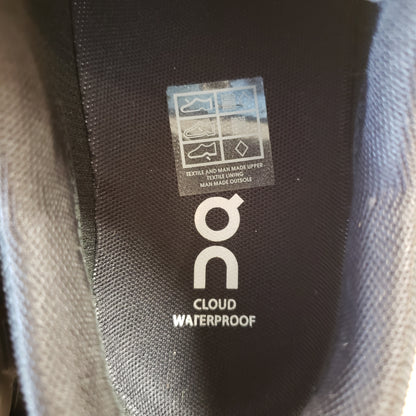 TEXTILE AND MAN MADE UPPER
TEXTILE LINING
MAN MADE OUTSOLE
On
CLOUD
WATERPROOF